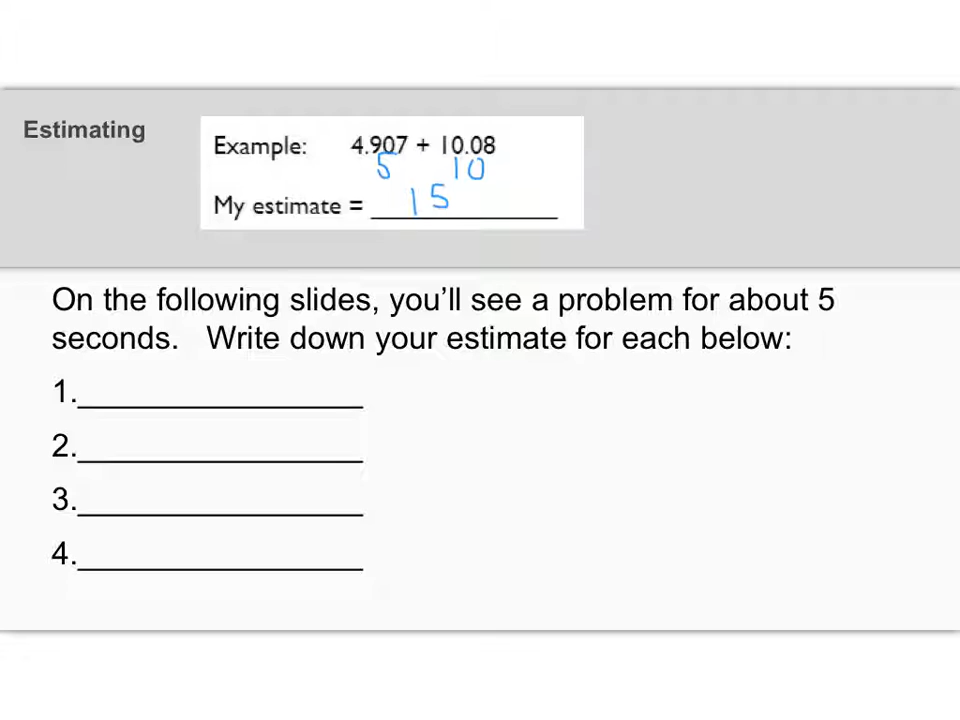 Estimating
Example: 4.907 + 10.08
5 10
My estimate = 15
On the following slides, you’ll see a problem for about 5
seconds. Write down your estimate for each below:
1.
2.
3.
4.